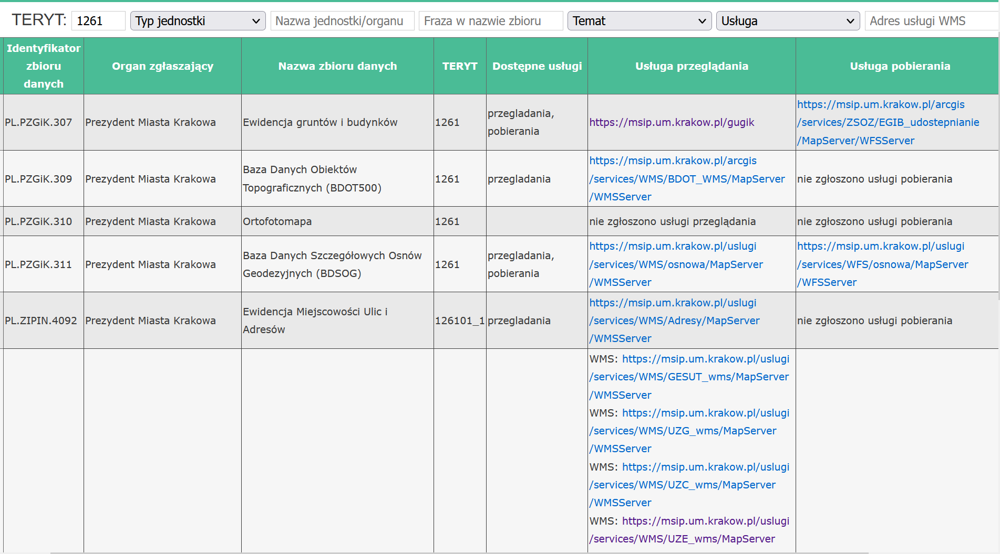 TERYT: 1261 Typ jednostki Nazwa jednostki/organu Fraza w nazwie zbioru Temat Usługa Adres usługi WMS
Identyfikator
zbioru
danych
Organ zgłaszający
Nazwa zbioru danych
TERYT
Dostępne usługi
Usługa przeglądania
Usługa pobierania
PL.PZGiK.307
Prezydent Miasta Krakowa
Ewidencja gruntów i budynków
1261
przegladania,
pobierania
https://msip.um.krakow.pl/gugik
https://msip.um.krakow.pl/arcgis
/services/ZSOZ/EGIB_udostepnianie
/MapServer/WFSServer
PL.PZGiK.309
Prezydent Miasta Krakowa
Baza Danych Obiektów
Topograficznych (BDOT500)
1261
przegladania
https://msip.um.krakow.pl/arcgis
/services/WMS/BDOT_WMS/MapServer
/WMSServer
nie zgłoszono usługi pobierania
PL.PZGiK.310
Prezydent Miasta Krakowa
Ortofotomapa
1261
nie zgłoszono usługi przeglądania
nie zgłoszono usługi pobierania
PL.PZGiK.311
Prezydent Miasta Krakowa
Baza Danych Szczegółowych Osnów
Geodezyjnych (BDSOG)
1261
przegladania,
pobierania
https://msip.um.krakow.pl/uslugi
/services/WMS/osnowa/MapServer
/WMSServer
https://msip.um.krakow.pl/uslugi
/services/WFS/osnowa/MapServer
/WFSServer
PL.ZIPIN.4092
Prezydent Miasta Krakowa
Ewidencja Miejscowości Ulic i
Adresów
126101_1
przegladania
https://msip.um.krakow.pl/uslugi
/services/WMS/Adresy/MapServer
/WMSServer
nie zgłoszono usługi pobierania
WMS: https://msip.um.krakow.pl/uslugi
/services/WMS/GESUT_wms/MapServer
/WMSServer
WMS: https://msip.um.krakow.pl/uslugi
/services/WMS/UZG_wms/MapServer
/WMSServer
WMS: https://msip.um.krakow.pl/uslugi
/services/WMS/UZC_wms/MapServer
/WMSServer
WMS: https://msip.um.krakow.pl/uslugi
/services/WMS/UZE_wms/MapServer